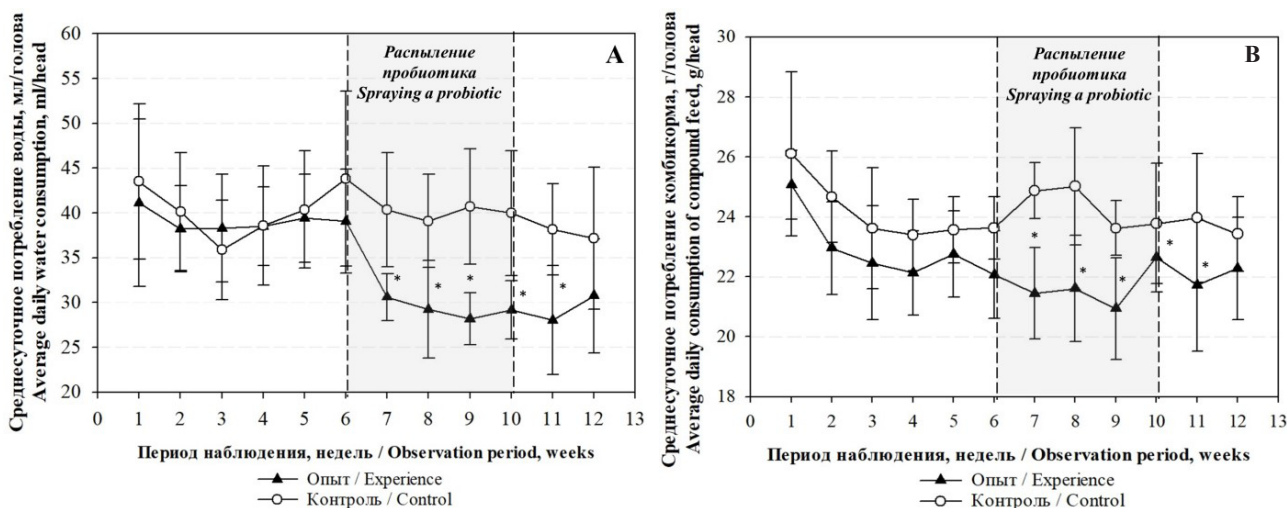 Среднесуточное потребление воды, мл/голова
Average daily water consumption, ml/head
60
55
50
45
40
35
30
25
20
A
Распыление
пробиотика
Spraying a probiotic
* * * * *
0 1 2 3 4 5 6 7 8 9 10 11 12 13
Период наблюдения, недель / Observation period, weeks
Опыт / Experience
Контроль / Control
Среднесуточное потребление комбикорма, г/голова
Average daily consumption of compound feed, g/head
30
28
26
24
22
20
18
B
Распыление
пробиотика
Spraying a probiotic
* * * * *
0 1 2 3 4 5 6 7 8 9 10 11 12 13
Период наблюдения, недель / Observation period, weeks
Опыт / Experience
Контроль / Control